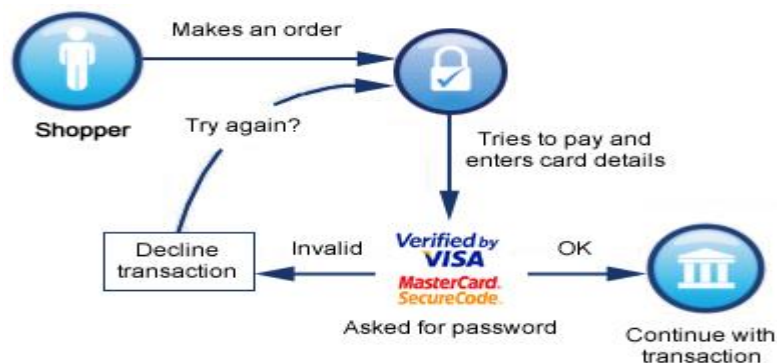 Makes an order
Shopper
Try again?
Tries to pay and
enters card details
Decline
transaction
Invalid
Verified by
VISA
MasterCard.
SecureCode.
OK
Asked for password
Continue with
transaction